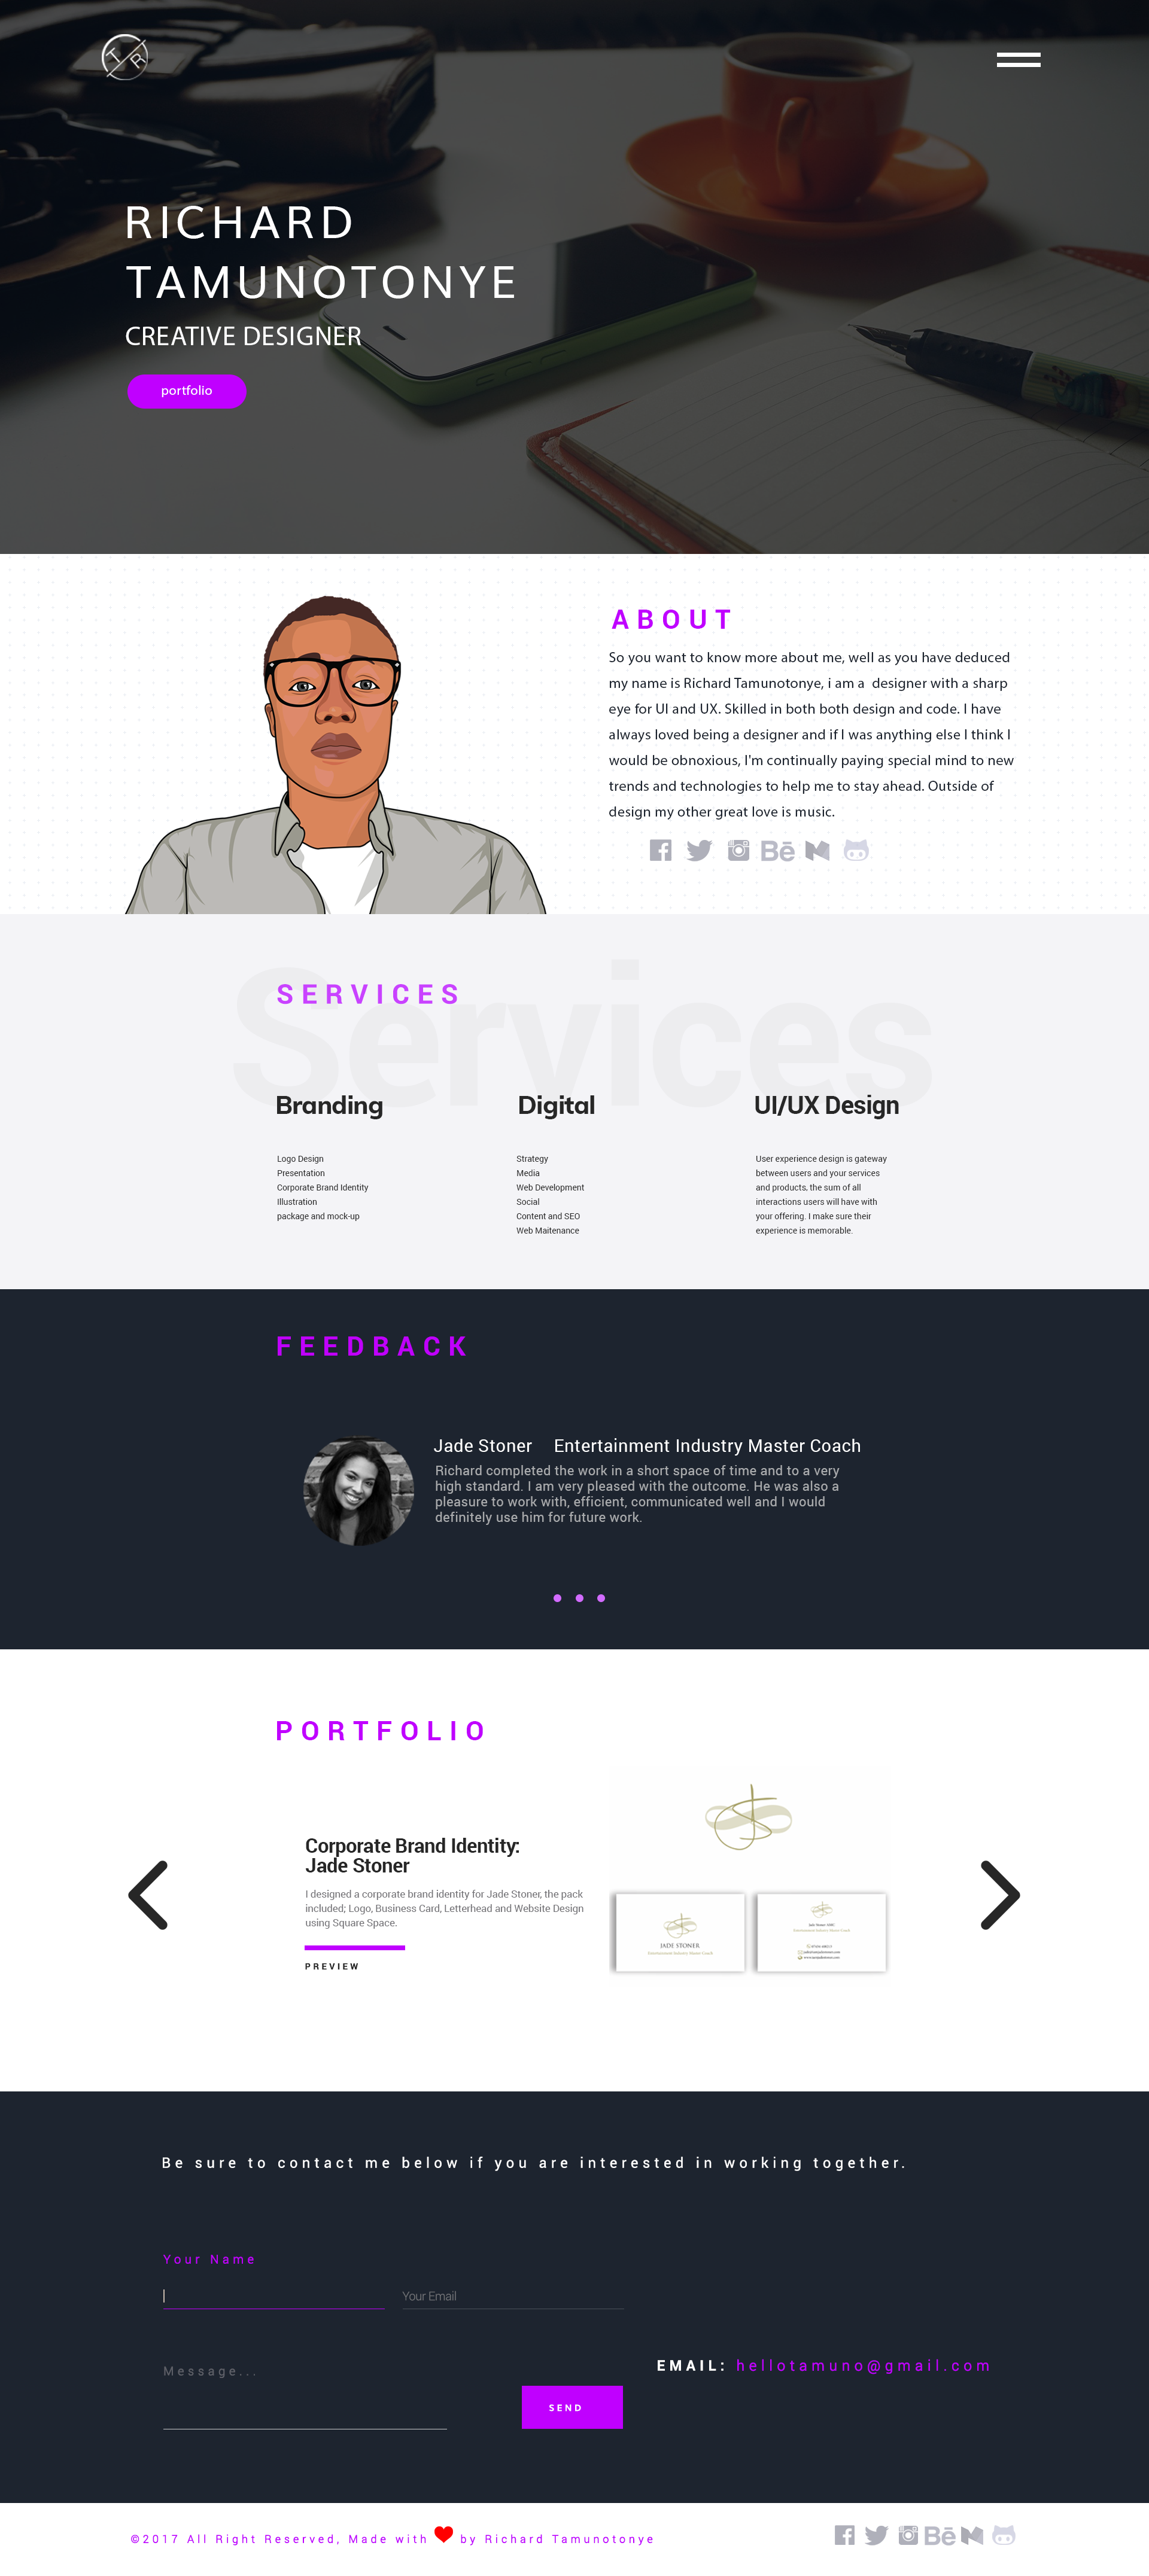 TR
RICHARD
TAMUNOTONYE
CREATIVE DESIGNER
portfolio
ABOUT
So you want to know more about me, well as you have deduced
my name is Richard Tamunotonye, i am a  designer with a sharp
eye for UI and UX. Skilled in both both design and code. I have
always loved being a designer and if I was anything else I think I
would be obnoxious, I'm continually paying special mind to new
trends and technologies to help me to stay ahead. Outside of
design my other great love is music.
Bē
Services
SERVICES
Branding
Logo Design
Presentation
Corporate Brand Identity
Illustration
package and mock-up
Digital
Strategy
Media
Web Development
Social
Content and SEO
Web Maitenance
UI/UX Design
User experience design is gateway
between users and your services
and products, the sum of all
interactions users will have with
your offering. I make sure their
experience is memorable.
FEEDBACK
Jade Stoner Entertainment Industry Master Coach
Richard completed the work in a short space of time and to a very
high standard. I am very pleased with the outcome. He was also a
pleasure to work with, efficient, communicated well and I would
definitely use him for future work.
PORTFOLIO
Corporate Brand Identity:
Jade Stoner
I designed a corporate brand identity for Jade Stoner, the pack
included; Logo, Business Card, Letterhead and Website Design
using Square Space.
PREVIEW
JADE STONER
Entertainment Industry Master Coach
Entertainment Industry Master Coach
Be sure to contact me below if you are interested in working together.
Your Name
Your Email
Message...
SEND
EMAIL: hellotamuno@gmail.com
©2017 All Right Reserved, Made with ❤ by Richard Tamunotonye
Bē